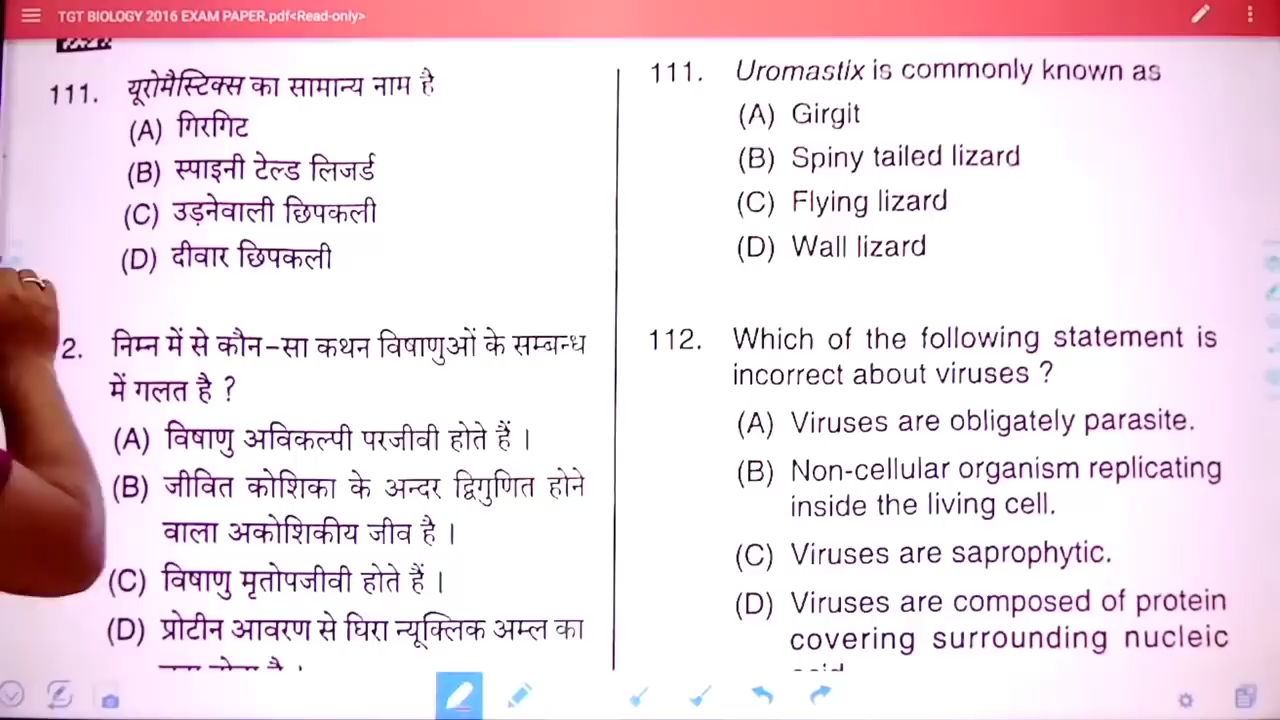 TGT BIOLOGY 2016 EXAM PAPER.pdf<Read-only>
111. यूरोमैस्टिक्स का सामान्य नाम है
(A) गिरगिट
(B) स्पाइनी टेल्ड लिजर्ड
(C) उड़नेवाली छिपकली
(D) दीवार छिपकली
2. निम्न में से कौन-सा कथन विषाणुओं के सम्बन्ध
में गलत है ?
(A) विषाणु अविकल्पी परजीवी होते हैं ।
(B) जीवित कोशिका के अन्दर द्विगुणित होने
वाला अकोशिकीय जीव है ।
(C) विषाणु मृतोपजीवी होते हैं ।
(D) प्रोटीन आवरण से घिरा न्यूक्लिक अम्ल का
111. Uromastix is commonly known as
(A) Girgit
(B) Spiny tailed lizard
(C) Flying lizard
(D) Wall lizard
112. Which of the following statement is
incorrect about viruses ?
(A) Viruses are obligately parasite.
(B) Non-cellular organism replicating
inside the living cell.
(C) Viruses are saprophytic.
(D) Viruses are composed of protein
covering surrounding nucleic